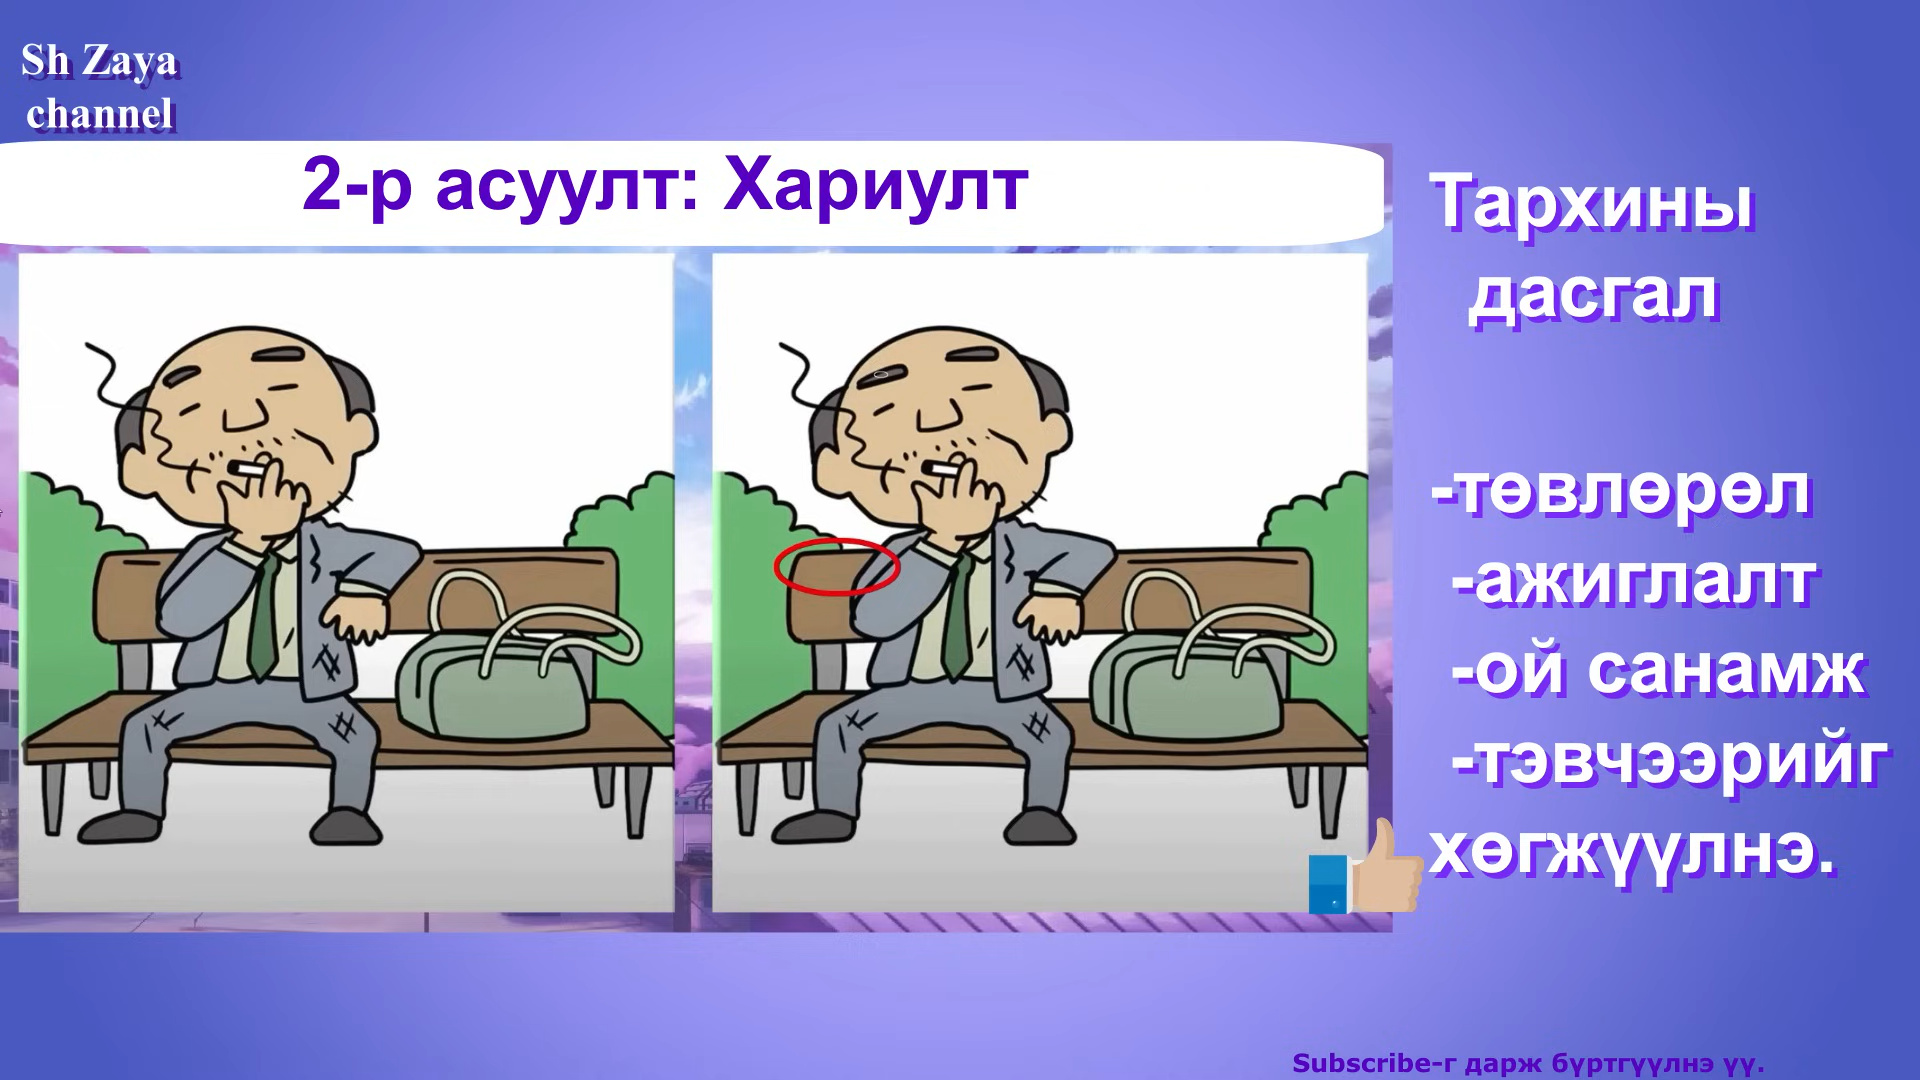 Sh Zaya
channel
2-р асуулт: Хариулт
Тархины
дасгал
-төвлөрөл
-ажиглалт
-ой санамж
-тэвчээрийг
хөгжүүлнэ.
Subscribe-г дарж бүртгүүлнэ үү.